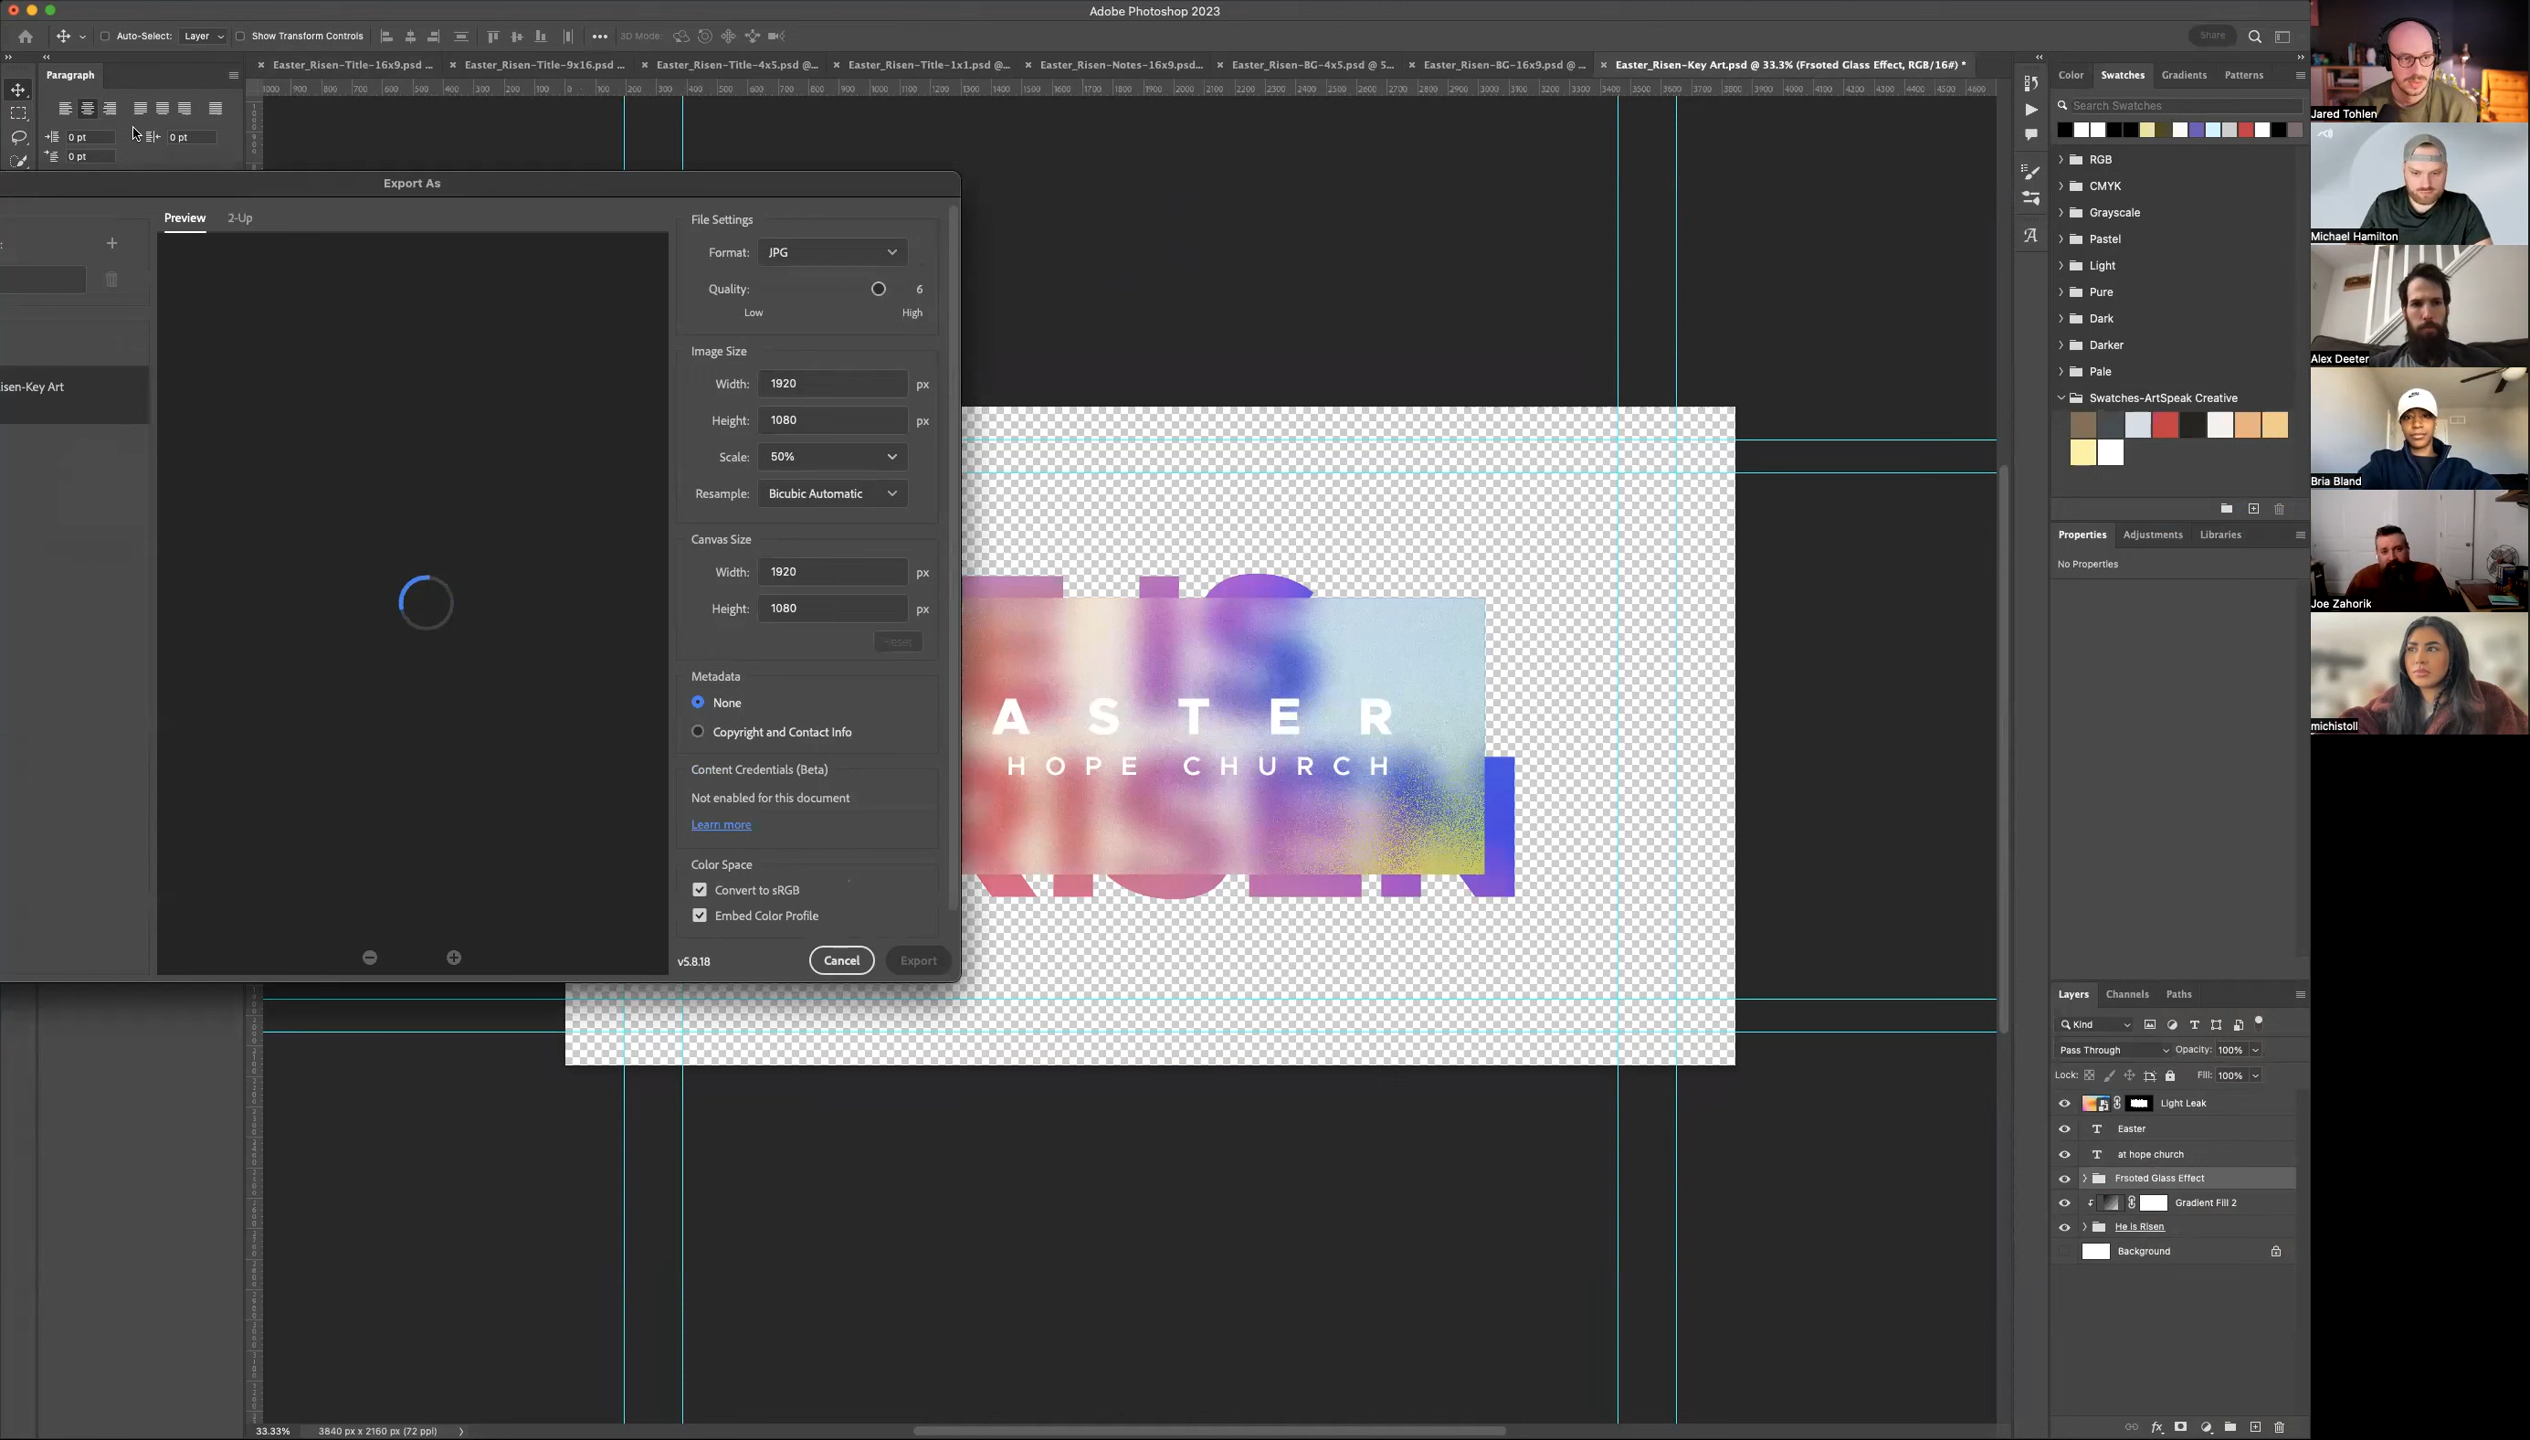 Adobe Photoshop 2023
Auto-Select: Layer Show Transform Controls 3D Mode: Share
Easter_Risen-Title-16x9.psd ... Easter_Risen-Title-9x16.psd ... Easter_Risen-Title-4x5.psd @... Easter_Risen-Title-1x1.psd @... Easter_Risen-Notes-16x9.psd... Easter_Risen-BG-4x5.psd @ 5... Easter_Risen-BG-16x9.psd @ ... Easter_Risen-Key Art.psd @ 33.3% (Frsoted Glass Effect, RGB/16#) *
Paragraph
0 pt 0 pt
0 pt
Export As
Preview 2-Up
isen-Key Art
File Settings
Format: JPG
Quality: 6
Low High
Image Size
Width: 1920 px
Height: 1080 px
Scale: 50%
Resample: Bicubic Automatic
Canvas Size
Width: 1920 px
Height: 1080 px
Reset
Metadata
None
Copyright and Contact Info
Content Credentials (Beta)
Not enabled for this document
Learn more
Color Space
Convert to sRGB
Embed Color Profile
v5.8.18 Cancel Export
E IS
ASTER
HOPE CHURCH
RISEN
33.33% 3840 px x 2160 px (72 ppi)
Color Swatches Gradients Patterns
Search Swatches
RGB
CMYK
Grayscale
Pastel
Light
Pure
Dark
Darker
Pale
Swatches-ArtSpeak Creative
Properties Adjustments Libraries
No Properties
Layers Channels Paths
Kind
Pass Through Opacity: 100%
Lock: Fill: 100%
Light Leak
Easter
at hope church
Frsoted Glass Effect
Gradient Fill 2
He is Risen
Background
Jared Tohlen
Michael Hamilton
Alex Deeter
Bria Bland
Joe Zahorik
michistoll